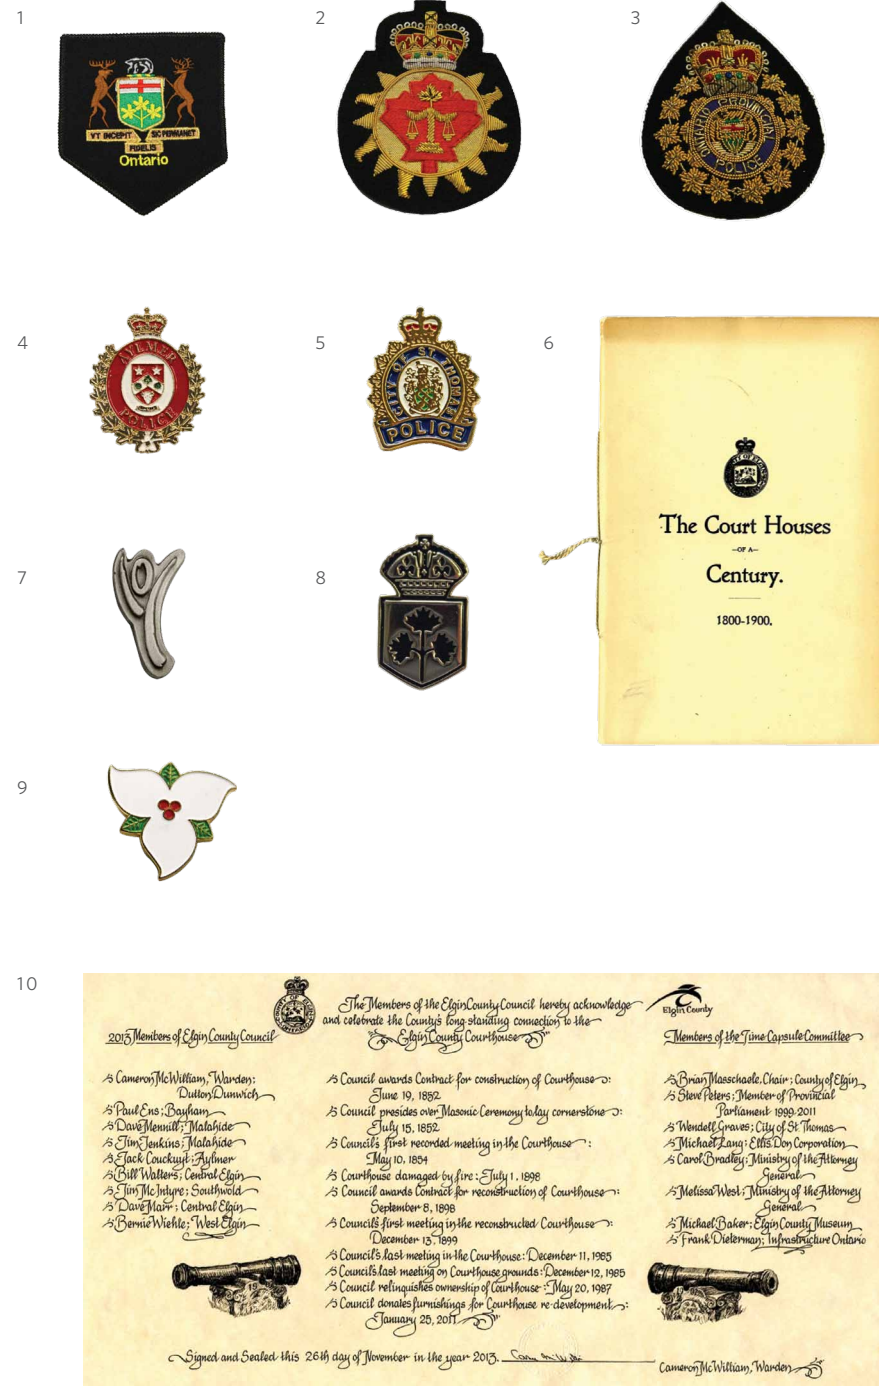 1
2
3
VT INCEPIT SIC PERMANET
FIDELIS
Ontario
ONTARIO PROVINCIAL
POLICE
4
5
6
AYLMER
POLICE
CITY OF ST. THOMAS
POLICE
The Court Houses
-OF A-
Century.
1800-1900.
7
8
9
10
The Members of the Elgin County Council hereby acknowledge
and celebrate the County's long-standing connection to the
Elgin County Courthouse
COUNTY OF ELGIN
ONTARIO
Elgin County
2013 Members of Elgin County Council
Cameron McWilliam, Warden:
Dutton Dunwich
Paul Ens; Bayham
Dave Mennill; Malahide
Jim Jenkins; Malahide
Jack Couckuyt; Aylmer
Bill Walters; Central Elgin
Jim McIntyre; Southwold
Dave Marr; Central Elgin
Bernie Wiehle; West Elgin
Council awards Contract for construction of Courthouse:
June 19, 1852
Council presides over Masonic Ceremony to lay cornerstone:
July 15, 1852
Council's first recorded meeting in the Courthouse:
May 10, 1854
Courthouse damaged by fire: July 1, 1898
Council awards Contract for reconstruction of Courthouse:
September 8, 1898
Council's first meeting in the reconstructed Courthouse:
December 13, 1899
Council's last meeting in the Courthouse: December 11, 1985
Council's last meeting on Courthouse grounds: December 12, 1985
Council relinquishes ownership of Courthouse: May 20, 1987
Council donates furnishings for Courthouse re-development:
January 25, 2011
Members of the Time Capsule Committee
Brian Masschaele, Chair; County of Elgin
Steve Peters; Member of Provincial
Parliament 1999-2011
Wendell Graves; City of St Thomas
Michael Lang; Ellis Don Corporation
Carol Bradley; Ministry of the Attorney
General
Melissa West; Ministry of the Attorney
General
Michael Baker; Elgin County Museum
Frank Dieterman; Infrastructure Ontario
Signed and Sealed this 26th day of November in the year 2013.
Cameron McWilliam, Warden